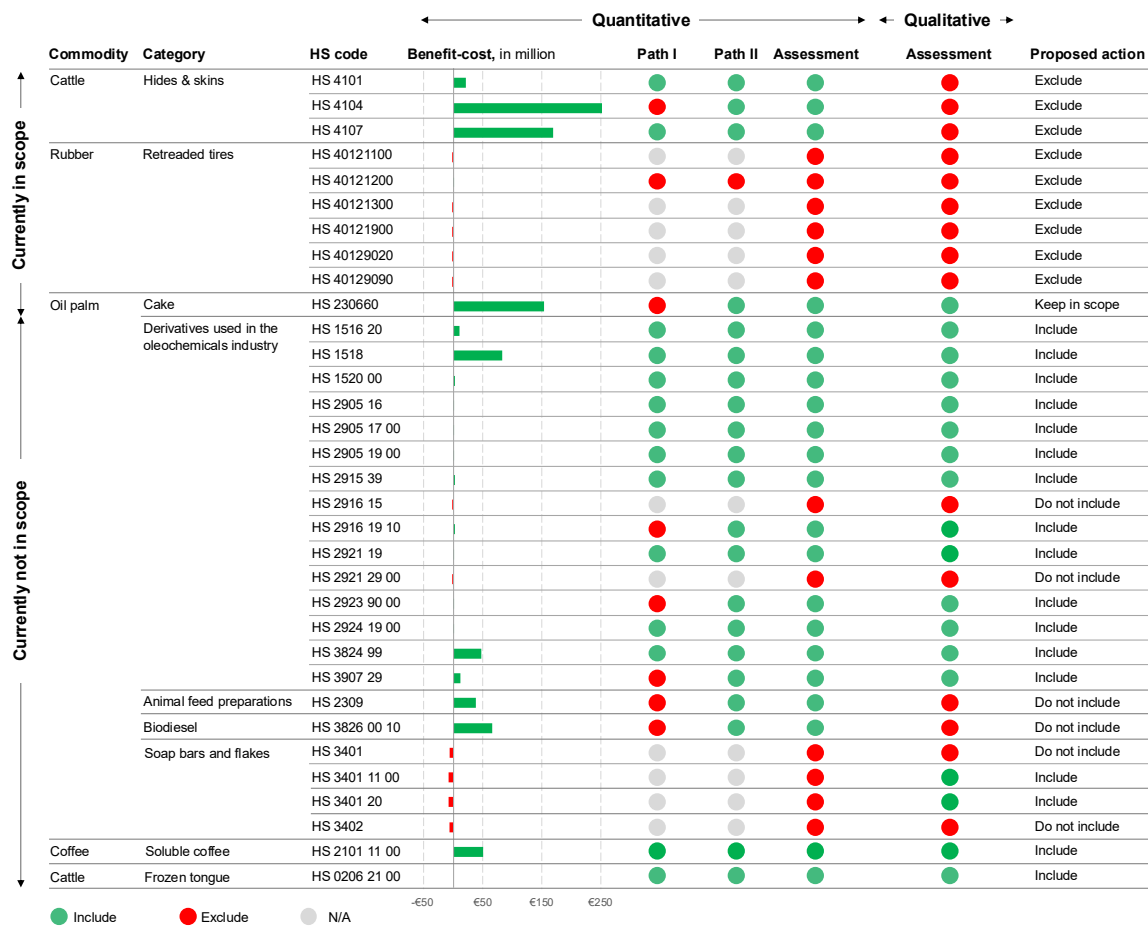 Quantitative Qualitative
Commodity Category HS code Benefit-cost, in million Path I Path II Assessment Assessment Proposed action
Currently in scope
Cattle Hides & skins HS 4101 Exclude
HS 4104 Exclude
HS 4107 Exclude
Rubber Retreaded tires HS 40121100 Exclude
HS 40121200 Exclude
HS 40121300 Exclude
HS 40121900 Exclude
HS 40129020 Exclude
HS 40129090 Exclude
Oil palm Cake HS 230660 Keep in scope
Currently not in scope
Derivatives used in the HS 1516 20 Include
oleochemicals industry
HS 1518 Include
HS 1520 00 Include
HS 2905 16 Include
HS 2905 17 00 Include
HS 2905 19 00 Include
HS 2915 39 Include
HS 2916 15 Do not include
HS 2916 19 10 Include
HS 2921 19 Include
HS 2921 29 00 Do not include
HS 2923 90 00 Include
HS 2924 19 00 Include
HS 3824 99 Include
HS 3907 29 Include
Animal feed preparations HS 2309 Do not include
Biodiesel HS 3826 00 10 Do not include
Soap bars and flakes HS 3401 Do not include
HS 3401 11 00 Include
HS 3401 20 Include
HS 3402 Do not include
Coffee Soluble coffee HS 2101 11 00 Include
Cattle Frozen tongue HS 0206 21 00 Include
-€50 €50 €150 €250
Include Exclude N/A